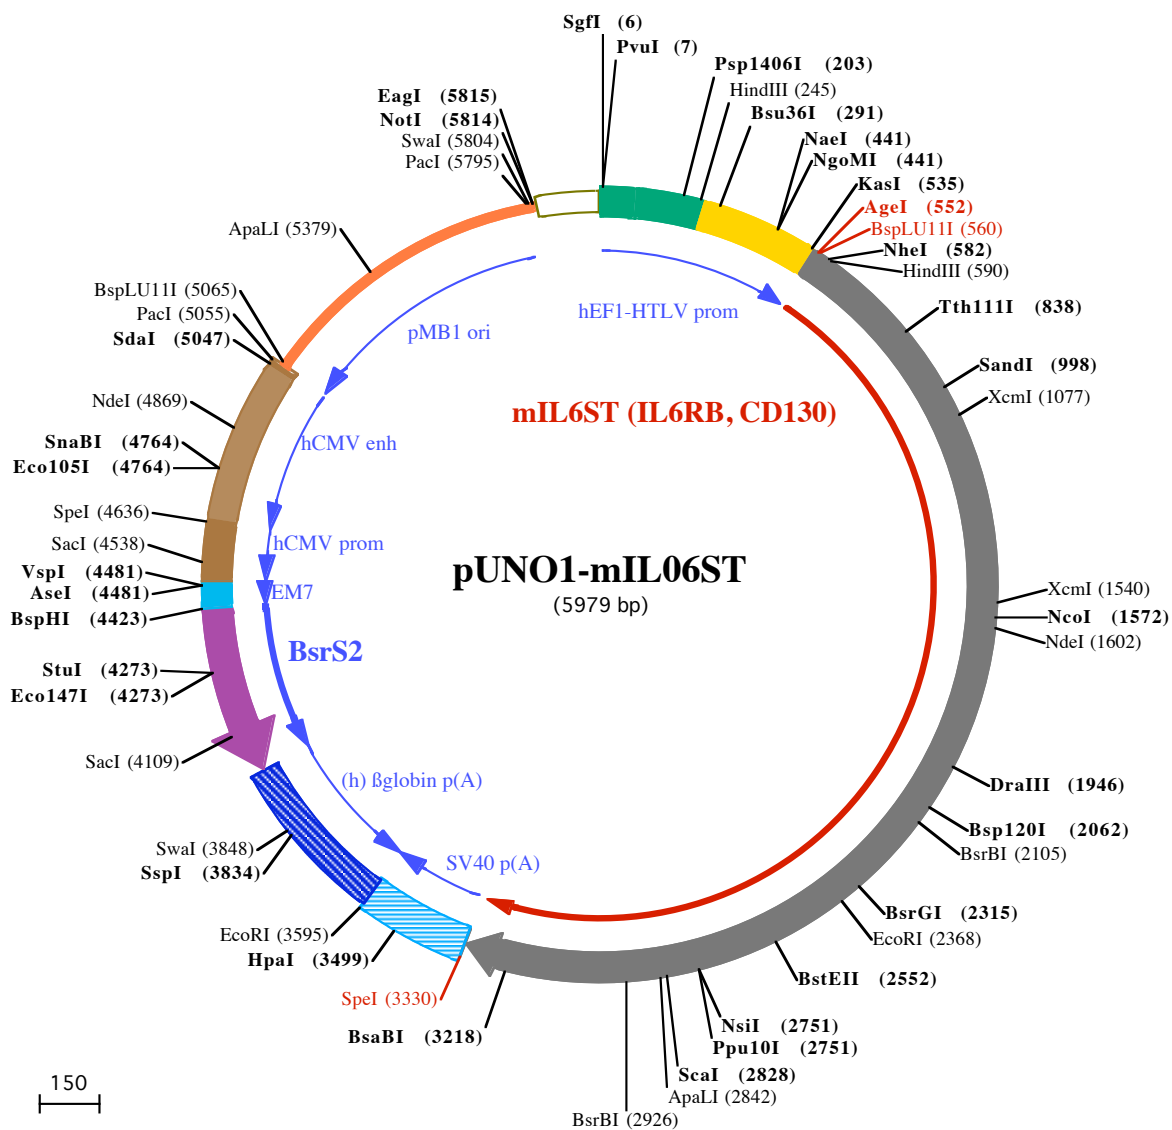 SgfI (6)
PvuI (7)
Psp1406I (203)
HindIII (245)
Bsu36I (291)
NaeI (441)
NgoMI (441)
KasI (535)
AgeI (552)
BspLU11I (560)
NheI (582)
HindIII (590)
Tth111I (838)
SandI (998)
XcmI (1077)
XcmI (1540)
NcoI (1572)
NdeI (1602)
DraIII (1946)
Bsp120I (2062)
BsrBI (2105)
BsrGI (2315)
EcoRI (2368)
BstEII (2552)
NsiI (2751)
Ppu10I (2751)
ScaI (2828)
ApaLI (2842)
BsrBI (2926)
BsaBI (3218)
SpeI (3330)
HpaI (3499)
EcoRI (3595)
SspI (3834)
SwaI (3848)
SacI (4109)
Eco147I (4273)
StuI (4273)
BspHI (4423)
AseI (4481)
VspI (4481)
SacI (4538)
SpeI (4636)
Eco105I (4764)
SnaBI (4764)
NdeI (4869)
SdaI (5047)
PacI (5055)
BspLU11I (5065)
ApaLI (5379)
PacI (5795)
SwaI (5804)
NotI (5814)
EagI (5815)
hEF1-HTLV prom
pMB1 ori
mIL6ST (IL6RB, CD130)
hCMV enh
hCMV prom
EM7
BsrS2
(h) ßglobin p(A)
SV40 p(A)
pUNO1-mIL06ST
(5979 bp)
150